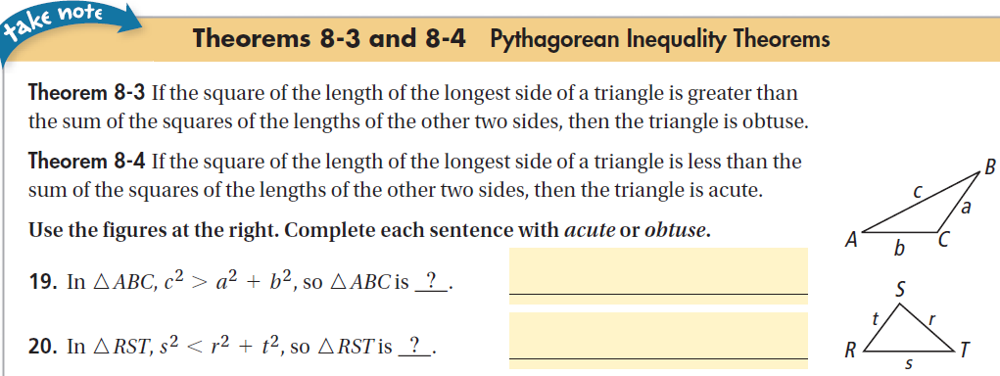 take note
Theorems 8-3 and 8-4 Pythagorean Inequality Theorems
Theorem 8-3 If the square of the length of the longest side of a triangle is greater than
the sum of the squares of the lengths of the other two sides, then the triangle is obtuse.
Theorem 8-4 If the square of the length of the longest side of a triangle is less than the
sum of the squares of the lengths of the other two sides, then the triangle is acute.
Use the figures at the right. Complete each sentence with acute or obtuse.
19. In △ABC, c² > a² + b², so △ABC is ?.
20. In △RST, s² < r² + t², so △RST is ?.
B
c
a
A
b
C
S
t
r
R
T
s